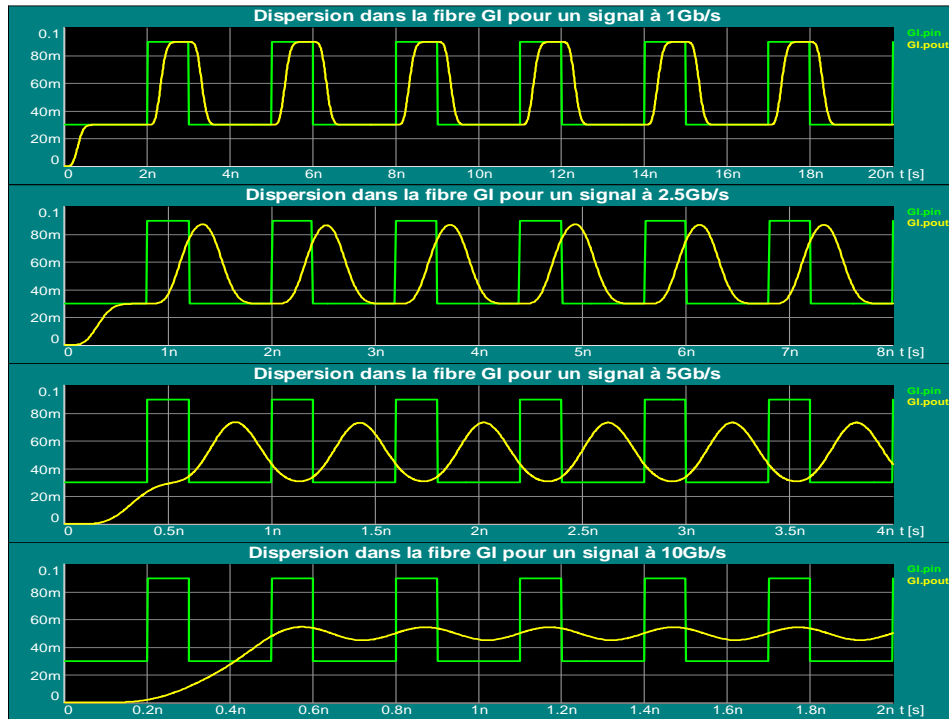 Dispersion dans la fibre GI pour un signal à 1Gb/s
0.1
80m
60m
40m
20m
0
GI.pin
GI.pout
2n 4n 6n 8n 10n 12n 14n 16n 18n 20n t [s]
Dispersion dans la fibre GI pour un signal à 2.5Gb/s
0.1
80m
60m
40m
20m
0
GI.pin
GI.pout
0 1n 2n 3n 4n 5n 6n 7n 8n t [s]
Dispersion dans la fibre GI pour un signal à 5Gb/s
0.1
80m
60m
40m
20m
0
GI.pin
GI.pout
0 0.5n 1n 1.5n 2n 2.5n 3n 3.5n 4n t [s]
Dispersion dans la fibre GI pour un signal à 10Gb/s
0.1
80m
60m
40m
20m
0
GI.pin
GI.pout
0 0.2n 0.4n 0.6n 0.8n 1n 1.2n 1.4n 1.6n 1.8n 2n t [s]